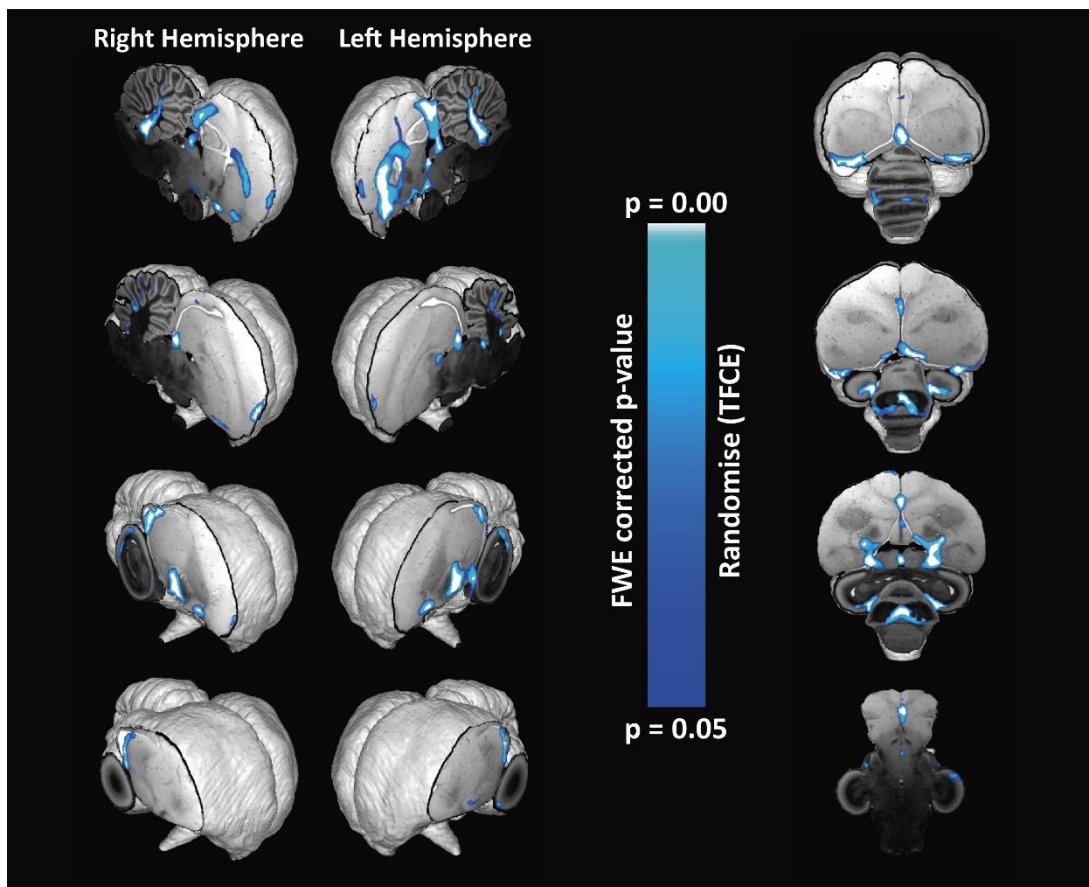 Right Hemisphere
Left Hemisphere
p = 0.00
FWE corrected p-value
Randomise (TFCE)
p = 0.05